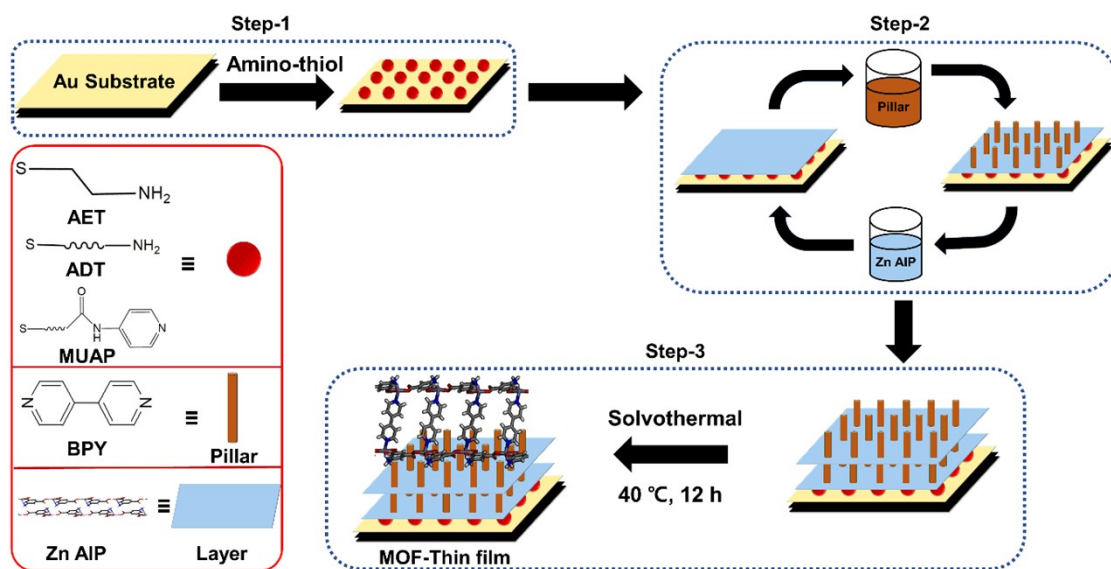 Step-1
Au Substrate
Amino-thiol
Step-2
Pillar
Zn AIP
S
NH₂
AET
S
NH₂
ADT
≡
O
S
N
H
N
MUAP
N
N
≡
BPY
Pillar
≡
Zn AIP
Layer
Step-3
Solvothermal
40 ℃, 12 h
MOF-Thin film